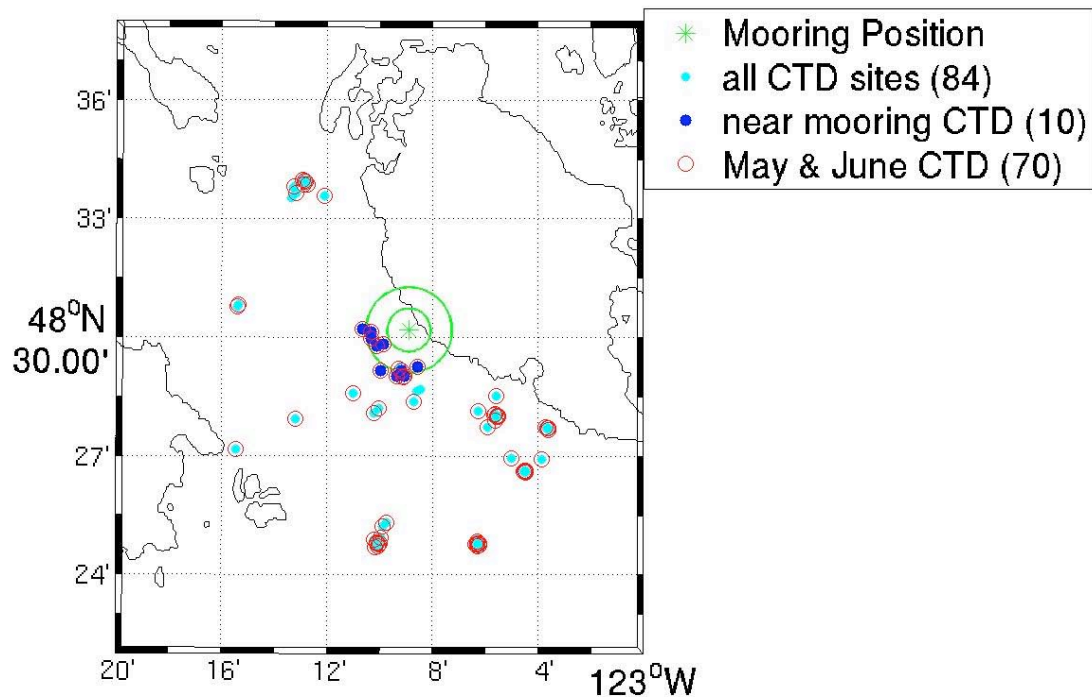 Mooring Position
all CTD sites (84)
near mooring CTD (10)
May & June CTD (70)
36'
33'
48°N
30.00'
27'
24'
20' 16' 12' 8' 4' 123°W